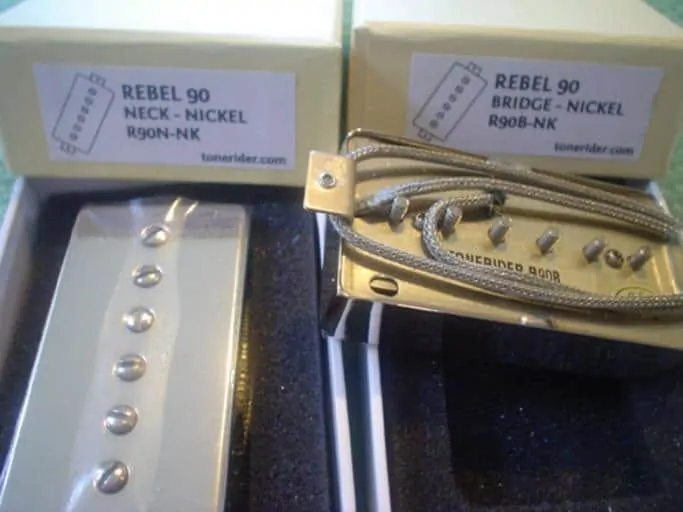 REBEL 90
NECK - NICKEL
R90N-NK
tonerider.com
REBEL 90
BRIDGE - NICKEL
R90B-NK
tonerider.com
TONERIDER R90B